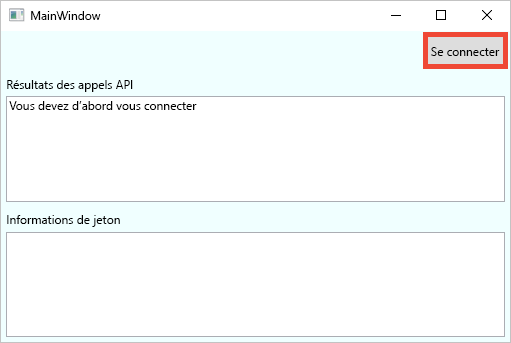 MainWindow
Se connecter
Résultats des appels API
Vous devez d’abord vous connecter
Informations de jeton